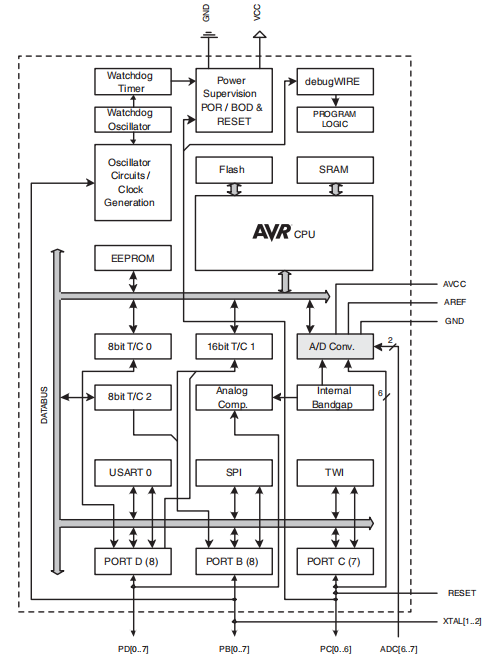 GND
VCC
Watchdog
Timer
Power
Supervision
POR / BOD &
RESET
debugWIRE
Watchdog
Oscillator
PROGRAM
LOGIC
Oscillator
Circuits /
Clock
Generation
Flash
SRAM
AVR CPU
EEPROM
AVCC
AREF
GND
8bit T/C 0
16bit T/C 1
A/D Conv.
2
DATABUS
8bit T/C 2
Analog
Comp.
Internal
Bandgap
6
USART 0
SPI
TWI
PORT D (8)
PORT B (8)
PORT C (7)
RESET
XTAL[1..2]
PD[0..7]
PB[0..7]
PC[0..6]
ADC[6..7]